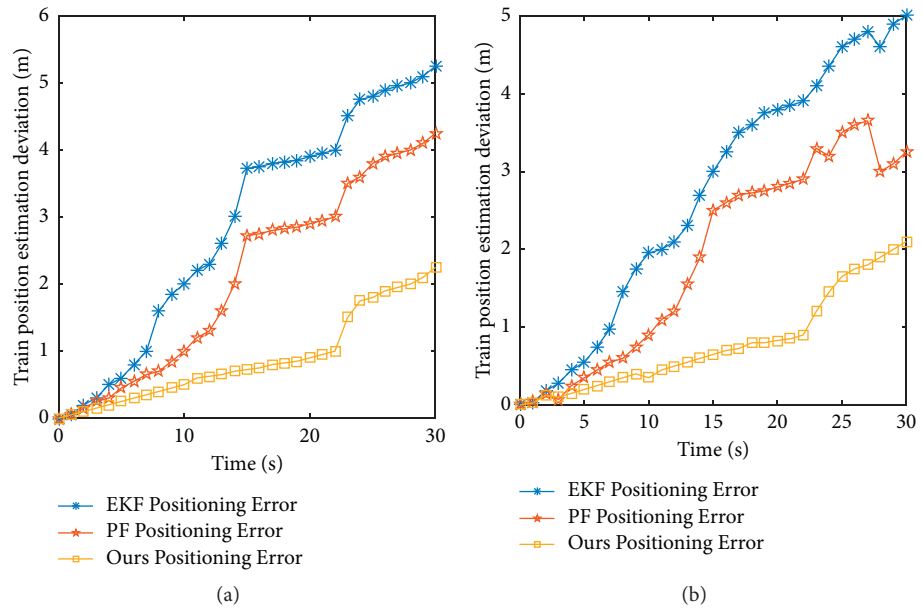 Train position estimation deviation (m)
6
5
4
3
2
1
0
0
10
20
30
Time (s)
EKF Positioning Error
PF Positioning Error
Ours Positioning Error
(a)
Train position estimation deviation (m)
5
4
3
2
1
0
0
5
10
15
20
25
30
Time (s)
EKF Positioning Error
PF Positioning Error
Ours Positioning Error
(b)